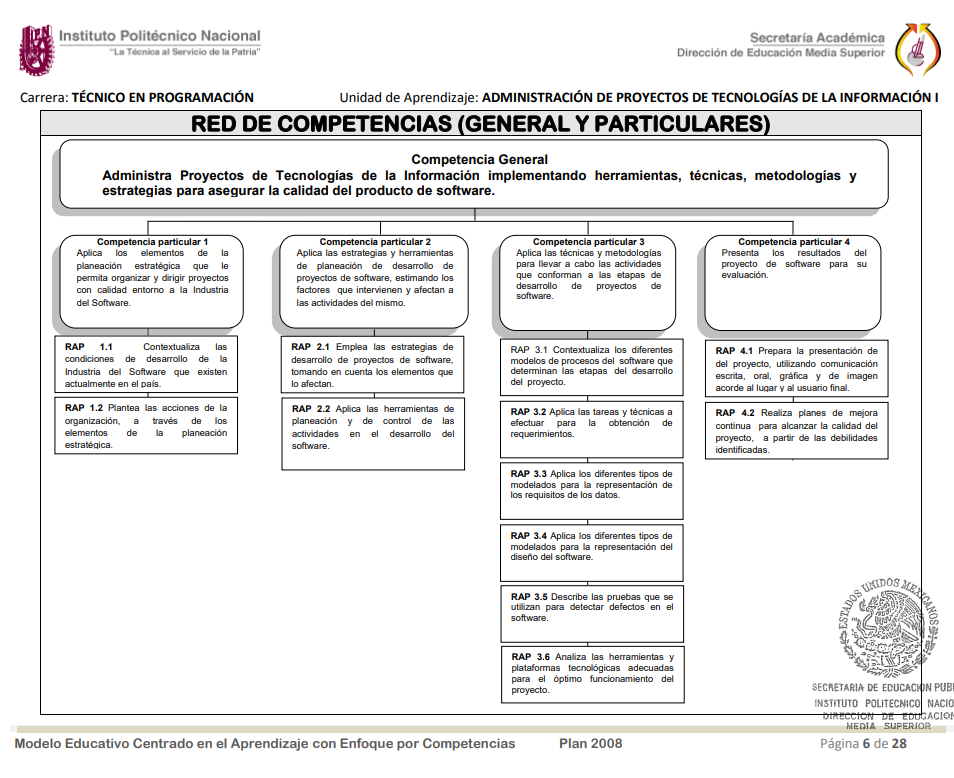 Instituto Politécnico Nacional
"La Técnica al Servicio de la Patria"
Secretaría Académica
Dirección de Educación Media Superior
Carrera: TÉCNICO EN PROGRAMACIÓN
Unidad de Aprendizaje: ADMINISTRACIÓN DE PROYECTOS DE TECNOLOGÍAS DE LA INFORMACIÓN I
RED DE COMPETENCIAS (GENERAL Y PARTICULARES)
Competencia General
Administra Proyectos de Tecnologías de la Información implementando herramientas, técnicas, metodologías y
estrategias para asegurar la calidad del producto de software.
Competencia particular 1
Aplica los elementos de la
planeación estratégica que le
permita organizar y dirigir proyectos
con calidad entorno a la Industria
del Software.
RAP 1.1 Contextualiza las
condiciones de desarrollo de la
Industria del Software que existen
actualmente en el país.
RAP 1.2 Plantea las acciones de la
organización, a través de los
elementos de la planeación
estratégica.
Competencia particular 2
Aplica las estrategias y herramientas
de planeación de desarrollo de
proyectos de software, estimando los
factores que intervienen y afectan a
las actividades del mismo.
RAP 2.1 Emplea las estrategias de
desarrollo de proyectos de software,
tomando en cuenta los elementos que
lo afectan.
RAP 2.2 Aplica las herramientas de
planeación y de control de las
actividades en el desarrollo del
software.
Competencia particular 3
Aplica las técnicas y metodologías
para llevar a cabo las actividades
que conforman a las etapas de
desarrollo de proyectos de
software.
RAP 3.1 Contextualiza los diferentes
modelos de procesos del software que
determinan las etapas del desarrollo
del proyecto.
RAP 3.2 Aplica las tareas y técnicas a
efectuar para la obtención de
requerimientos.
RAP 3.3 Aplica los diferentes tipos de
modelados para la representación de
los requisitos de los datos.
RAP 3.4 Aplica los diferentes tipos de
modelados para la representación del
diseño del software.
RAP 3.5 Describe las pruebas que se
utilizan para detectar defectos en el
software.
RAP 3.6 Analiza las herramientas y
plataformas tecnológicas adecuadas
para el óptimo funcionamiento del
proyecto.
Competencia particular 4
Presenta los resultados del
proyecto de software para su
evaluación.
RAP 4.1 Prepara la presentación de
del proyecto, utilizando comunicación
escrita, oral, gráfica y de imagen
acorde al lugar y al usuario final.
RAP 4.2 Realiza planes de mejora
continua para alcanzar la calidad del
proyecto, a partir de las debilidades
identificadas.
ESTADOS UNIDOS MEXICANOS
SECRETARIA DE EDUCACION PUBL
INSTITUTO POLITECNICO NACIO
DIRECCION DE EDUCACION
MEDIA SUPERIOR
Modelo Educativo Centrado en el Aprendizaje con Enfoque por Competencias
Plan 2008
Página 6 de 28